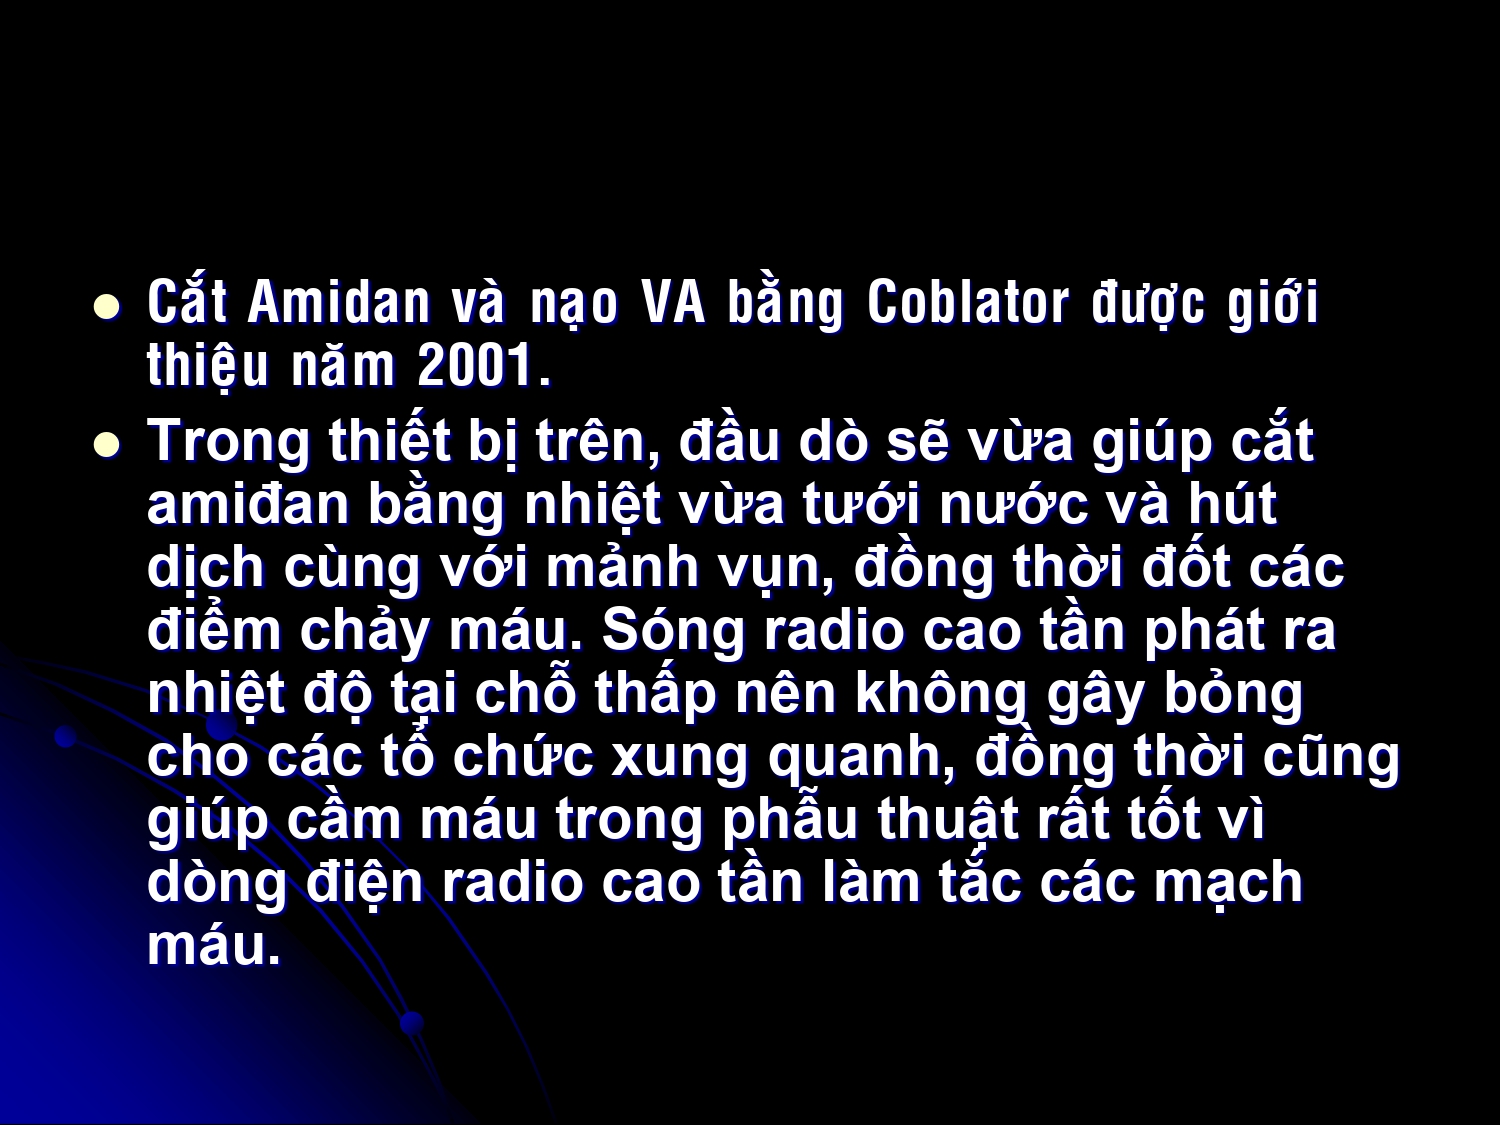 Cắt Amidan và nạo VA bằng Coblator được giới
thiệu năm 2001.
Trong thiết bị trên, đầu dò sẽ vừa giúp cắt
amiđan bằng nhiệt vừa tưới nước và hút
dịch cùng với mảnh vụn, đồng thời đốt các
điểm chảy máu. Sóng radio cao tần phát ra
nhiệt độ tại chỗ thấp nên không gây bỏng
cho các tổ chức xung quanh, đồng thời cũng
giúp cầm máu trong phẫu thuật rất tốt vì
dòng điện radio cao tần làm tắc các mạch
máu.